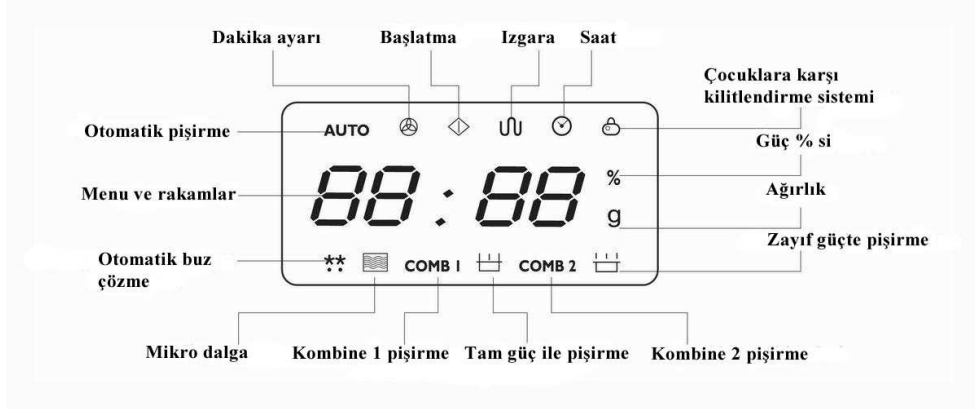 Dakika ayarı Başlatma Izgara Saat
Çocuklara karşı
kilitlendirme sistemi
Otomatik pişirme
AUTO
Güç % si
Menu ve rakamlar
88:88
%
Ağırlık
g
Zayıf güçte pişirme
Otomatik buz
çözme
COMB I COMB 2
Mikro dalga Kombine 1 pişirme Tam güç ile pişirme Kombine 2 pişirme